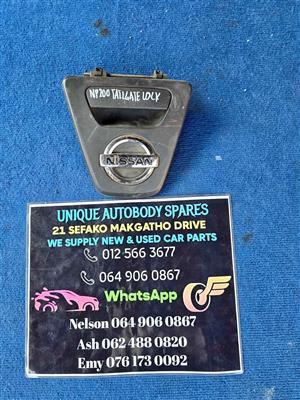 NP200 TAILGATE LOCK
NISSAN
UNIQUE AUTOBODY SPARES
21 SEFAKO MAKGATHO DRIVE
WE SUPPLY NEW & USED CAR PARTS
012 566 3677
064 906 0867
WhatsApp
Nelson 064 906 0867
Ash 062 488 0820
Emy 076 173 0092